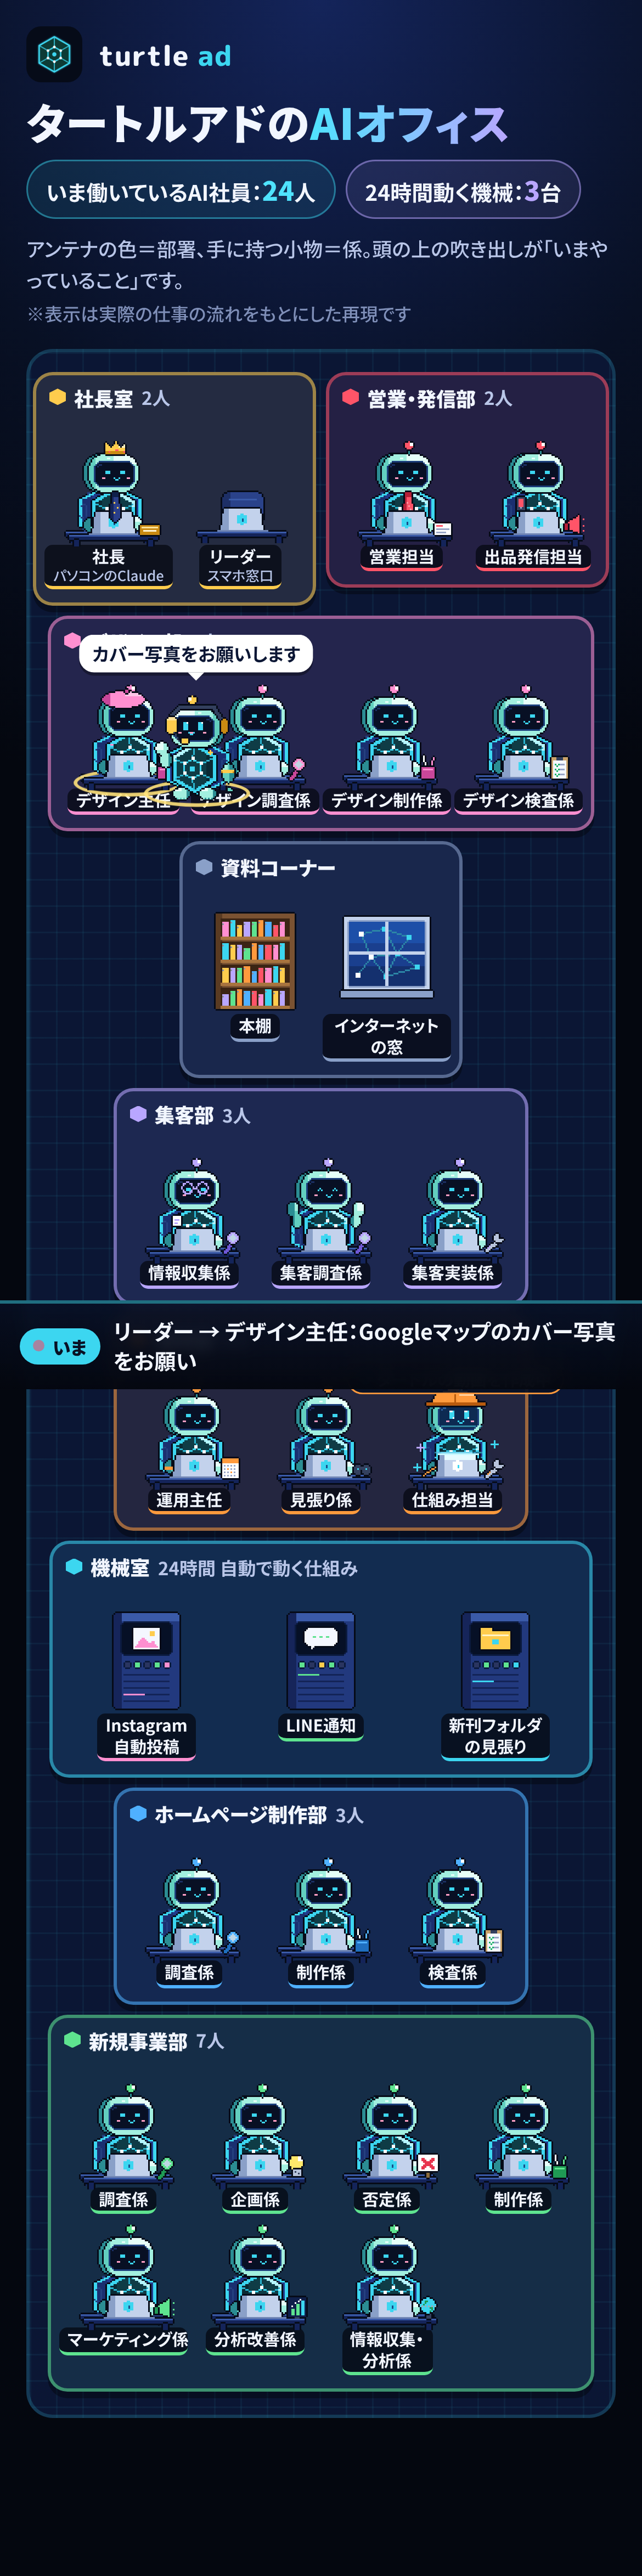 turtle ad
タートルアドのAIオフィス
いま働いているAI社員：24人
24時間動く機械：3台
アンテナの色＝部署、手に持つ小物＝係。頭の上の吹き出しが「いまや
っていること」です。
※表示は実際の仕事の流れをもとにした再現です
社長室 2人
営業・発信部 2人
社長
パソコンのClaude
リーダー
スマホ窓口
営業担当
出品発信担当
カバー写真をお願いします
デザイン主任
デザイン調査係
デザイン制作係
デザイン検査係
資料コーナー
本棚
インターネット
の窓
集客部 3人
情報収集係
集客調査係
集客実装係
いま
リーダー → デザイン主任：Googleマップのカバー写真
をお願い
運用主任
見張り係
仕組み担当
機械室 24時間 自動で動く仕組み
Instagram
自動投稿
LINE通知
新刊フォルダ
の見張り
ホームページ制作部 3人
調査係
制作係
検査係
新規事業部 7人
調査係
企画係
否定係
制作係
マーケティング係
分析改善係
情報収集・
分析係